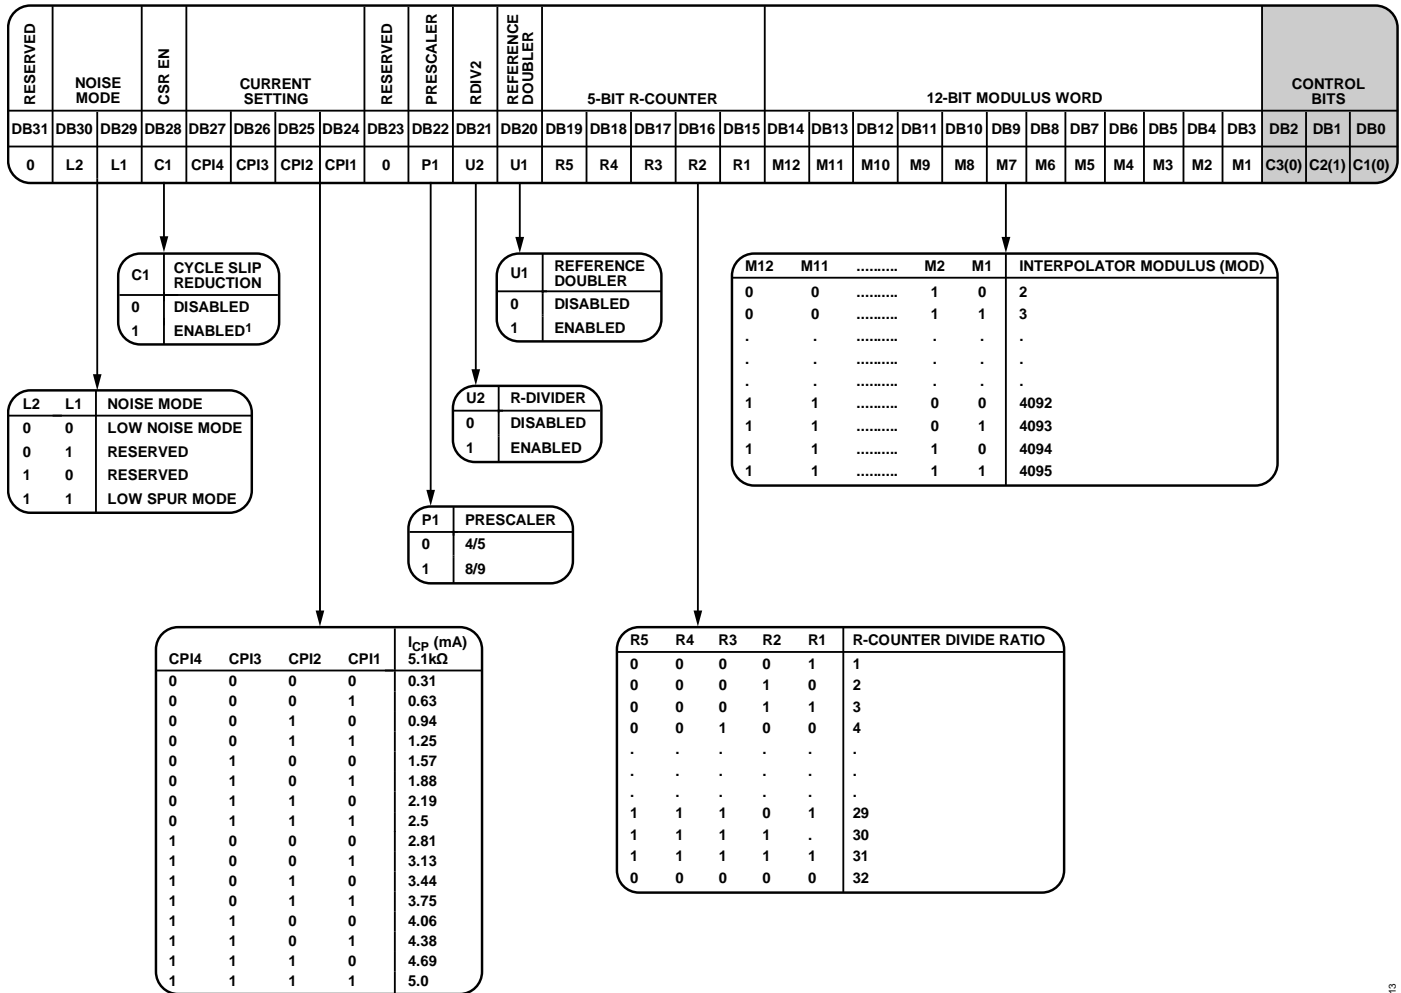 RESERVED
NOISE MODE
CSR EN
CURRENT SETTING
RESERVED
PRESCALER
RDIV2
REFERENCE DOUBLER
5-BIT R-COUNTER
12-BIT MODULUS WORD
CONTROL BITS
DB31 DB30 DB29 DB28 DB27 DB26 DB25 DB24 DB23 DB22 DB21 DB20 DB19 DB18 DB17 DB16 DB15 DB14 DB13 DB12 DB11 DB10 DB9 DB8 DB7 DB6 DB5 DB4 DB3 DB2 DB1 DB0
0 L2 L1 C1 CPI4 CPI3 CPI2 CPI1 0 P1 U2 U1 R5 R4 R3 R2 R1 M12 M11 M10 M9 M8 M7 M6 M5 M4 M3 M2 M1 C3(0) C2(1) C1(0)
C1 CYCLE SLIP REDUCTION
0 DISABLED
1 ENABLED1
U1 REFERENCE DOUBLER
0 DISABLED
1 ENABLED
M12 M11 .......... M2 M1 INTERPOLATOR MODULUS (MOD)
0 0 .......... 1 0 2
0 0 .......... 1 1 3
. . .......... . . .
. . .......... . . .
. . .......... . . .
1 1 .......... 0 0 4092
1 1 .......... 0 1 4093
1 1 .......... 1 0 4094
1 1 .......... 1 1 4095
L2 L1 NOISE MODE
0 0 LOW NOISE MODE
0 1 RESERVED
1 0 RESERVED
1 1 LOW SPUR MODE
U2 R-DIVIDER
0 DISABLED
1 ENABLED
P1 PRESCALER
0 4/5
1 8/9
CPI4 CPI3 CPI2 CPI1 ICP (mA) 5.1kΩ
0 0 0 0 0.31
0 0 0 1 0.63
0 0 1 0 0.94
0 0 1 1 1.25
0 1 0 0 1.57
0 1 0 1 1.88
0 1 1 0 2.19
0 1 1 1 2.5
1 0 0 0 2.81
1 0 0 1 3.13
1 0 1 0 3.44
1 0 1 1 3.75
1 1 0 0 4.06
1 1 0 1 4.38
1 1 1 0 4.69
1 1 1 1 5.0
R5 R4 R3 R2 R1 R-COUNTER DIVIDE RATIO
0 0 0 0 1 1
0 0 0 1 0 2
0 0 0 1 1 3
0 0 1 0 0 4
. . . . . .
. . . . . .
. . . . . .
1 1 1 0 1 29
1 1 1 1 . 30
1 1 1 1 1 31
0 0 0 0 0 32
13